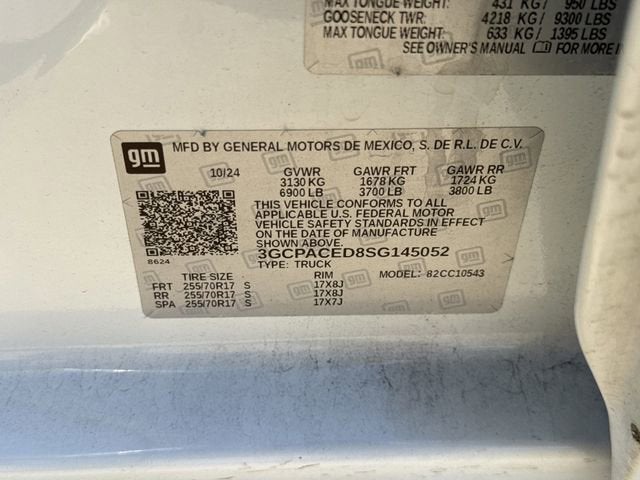 MAX TONGUE WEIGHT: 431 KG / 950 LBS
GOOSENECK TWR: 4218 KG / 9300 LBS
MAX TONGUE WEIGHT: 633 KG / 1395 LBS
SEE OWNER'S MANUAL FOR MORE IN
gm MFD BY GENERAL MOTORS DE MEXICO, S. DE R.L. DE C.V.
10/24 GVWR GAWR FRT GAWR RR
3130 KG 1678 KG 1724 KG
6900 LB 3700 LB 3800 LB
THIS VEHICLE CONFORMS TO ALL
APPLICABLE U.S. FEDERAL MOTOR
VEHICLE SAFETY STANDARDS IN EFFECT
ON THE DATE OF MANUFACTURE
SHOWN ABOVE.
3GCPACED8SG145052
8624 TYPE: TRUCK
TIRE SIZE RIM MODEL: 82CC10543
FRT 255/70R17 S 17X8J
RR 255/70R17 S 17X8J
SPA 255/70R17 S 17X7J